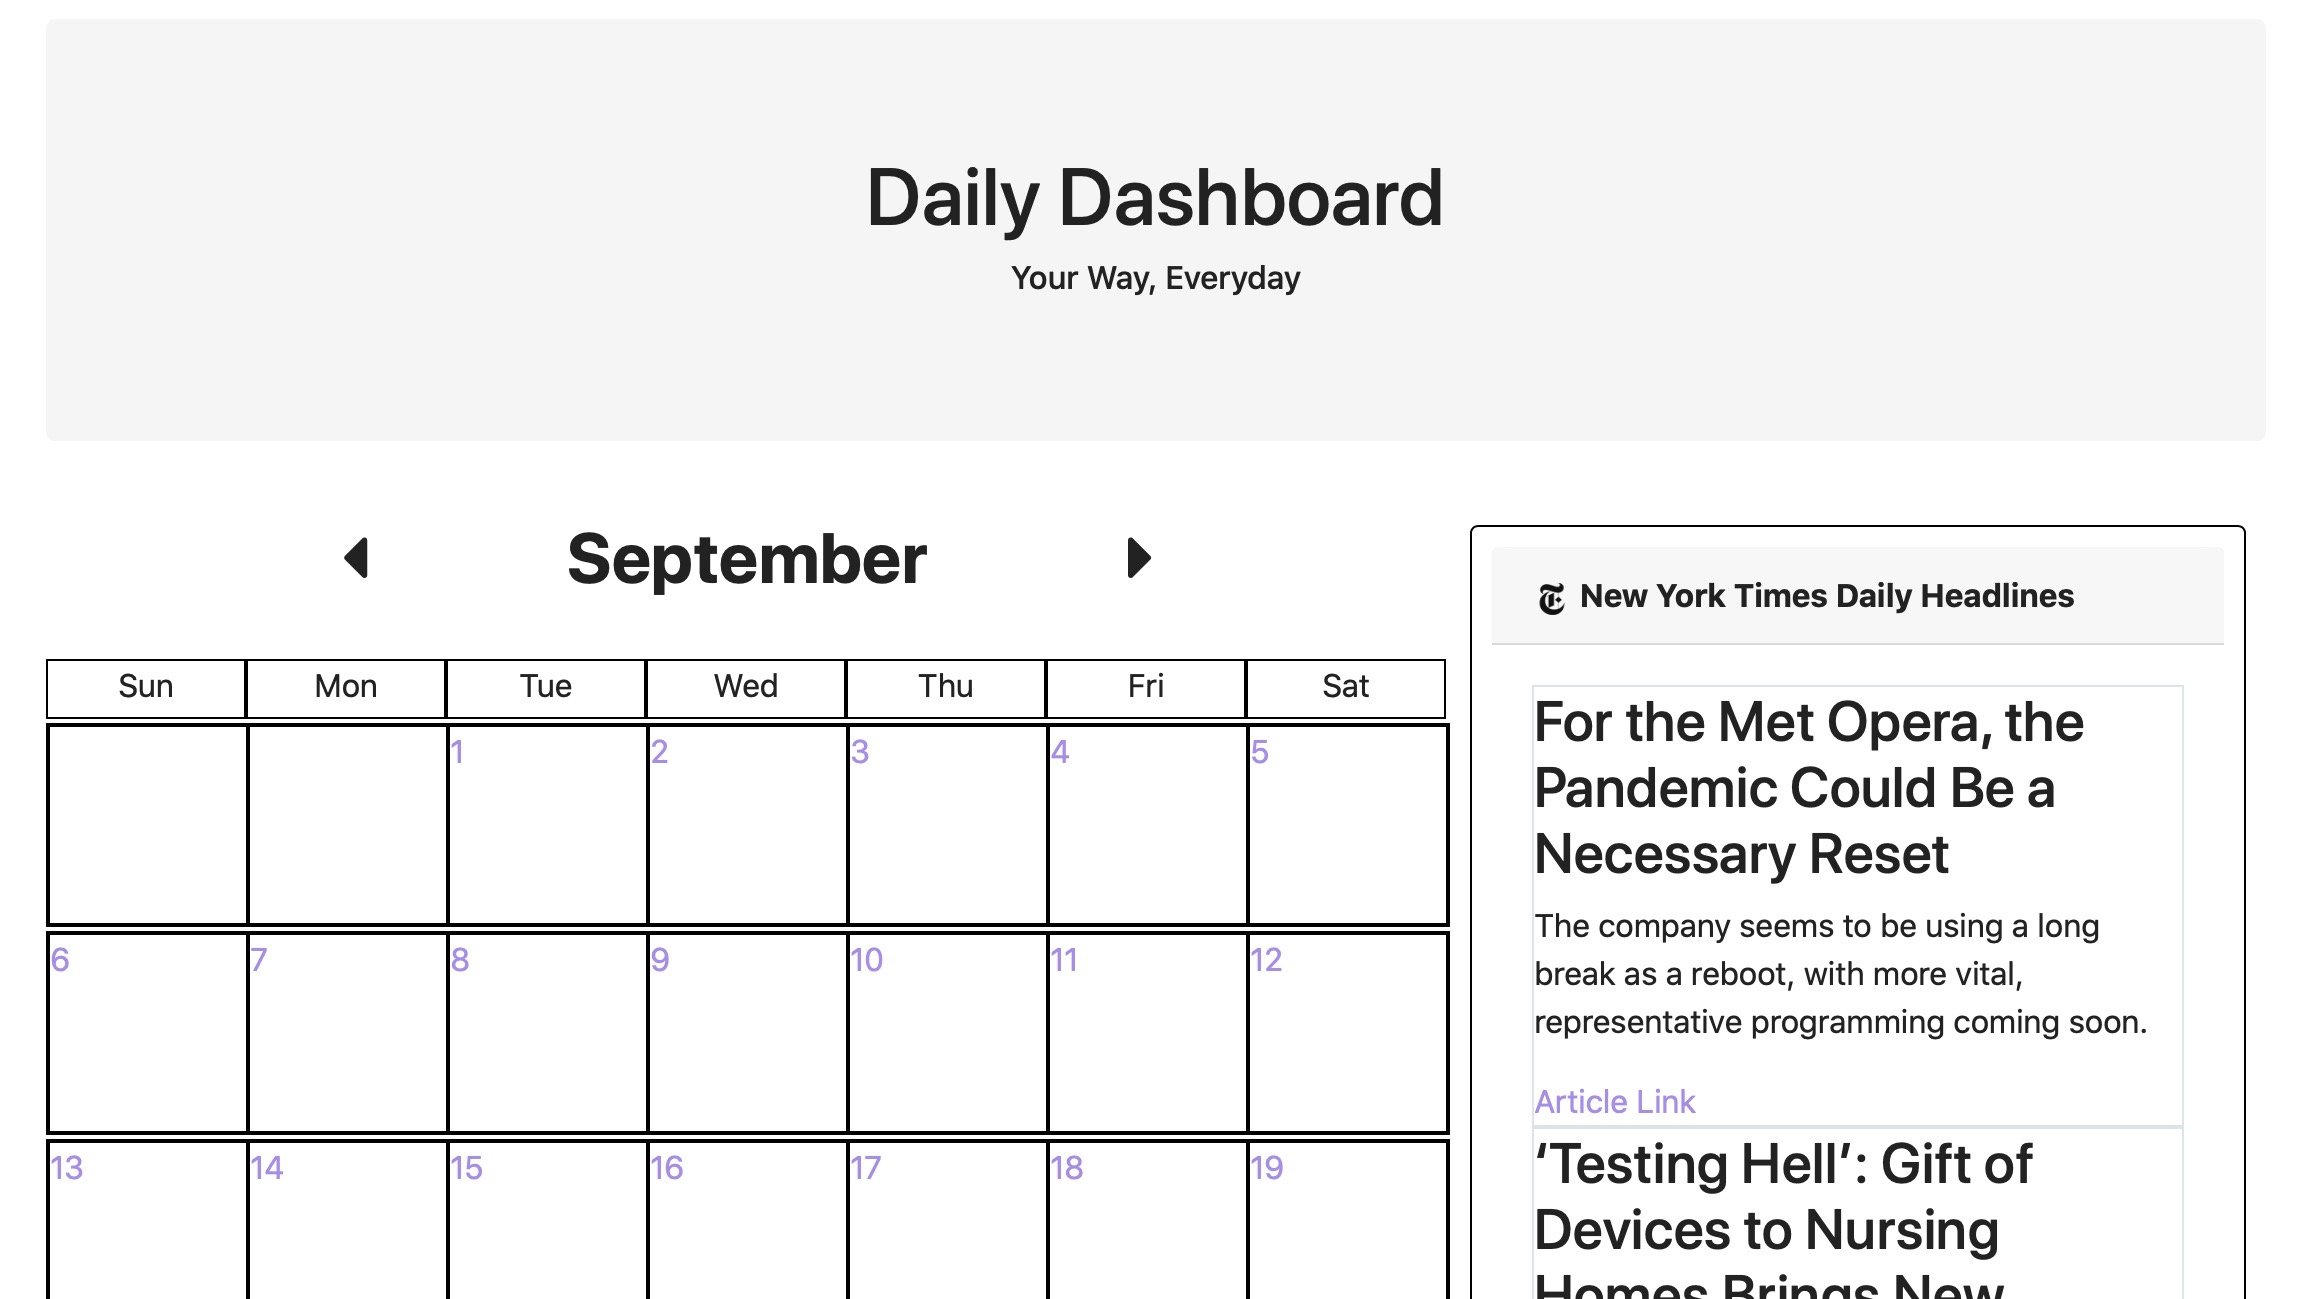 Daily Dashboard
Your Way, Everyday
September
Sun Mon Tue Wed Thu Fri Sat
1 2 3 4 5
6 7 8 9 10 11 12
13 14 15 16 17 18 19
New York Times Daily Headlines
For the Met Opera, the
Pandemic Could Be a
Necessary Reset
The company seems to be using a long
break as a reboot, with more vital,
representative programming coming soon.
Article Link
‘Testing Hell’: Gift of
Devices to Nursing
Homes Brings New